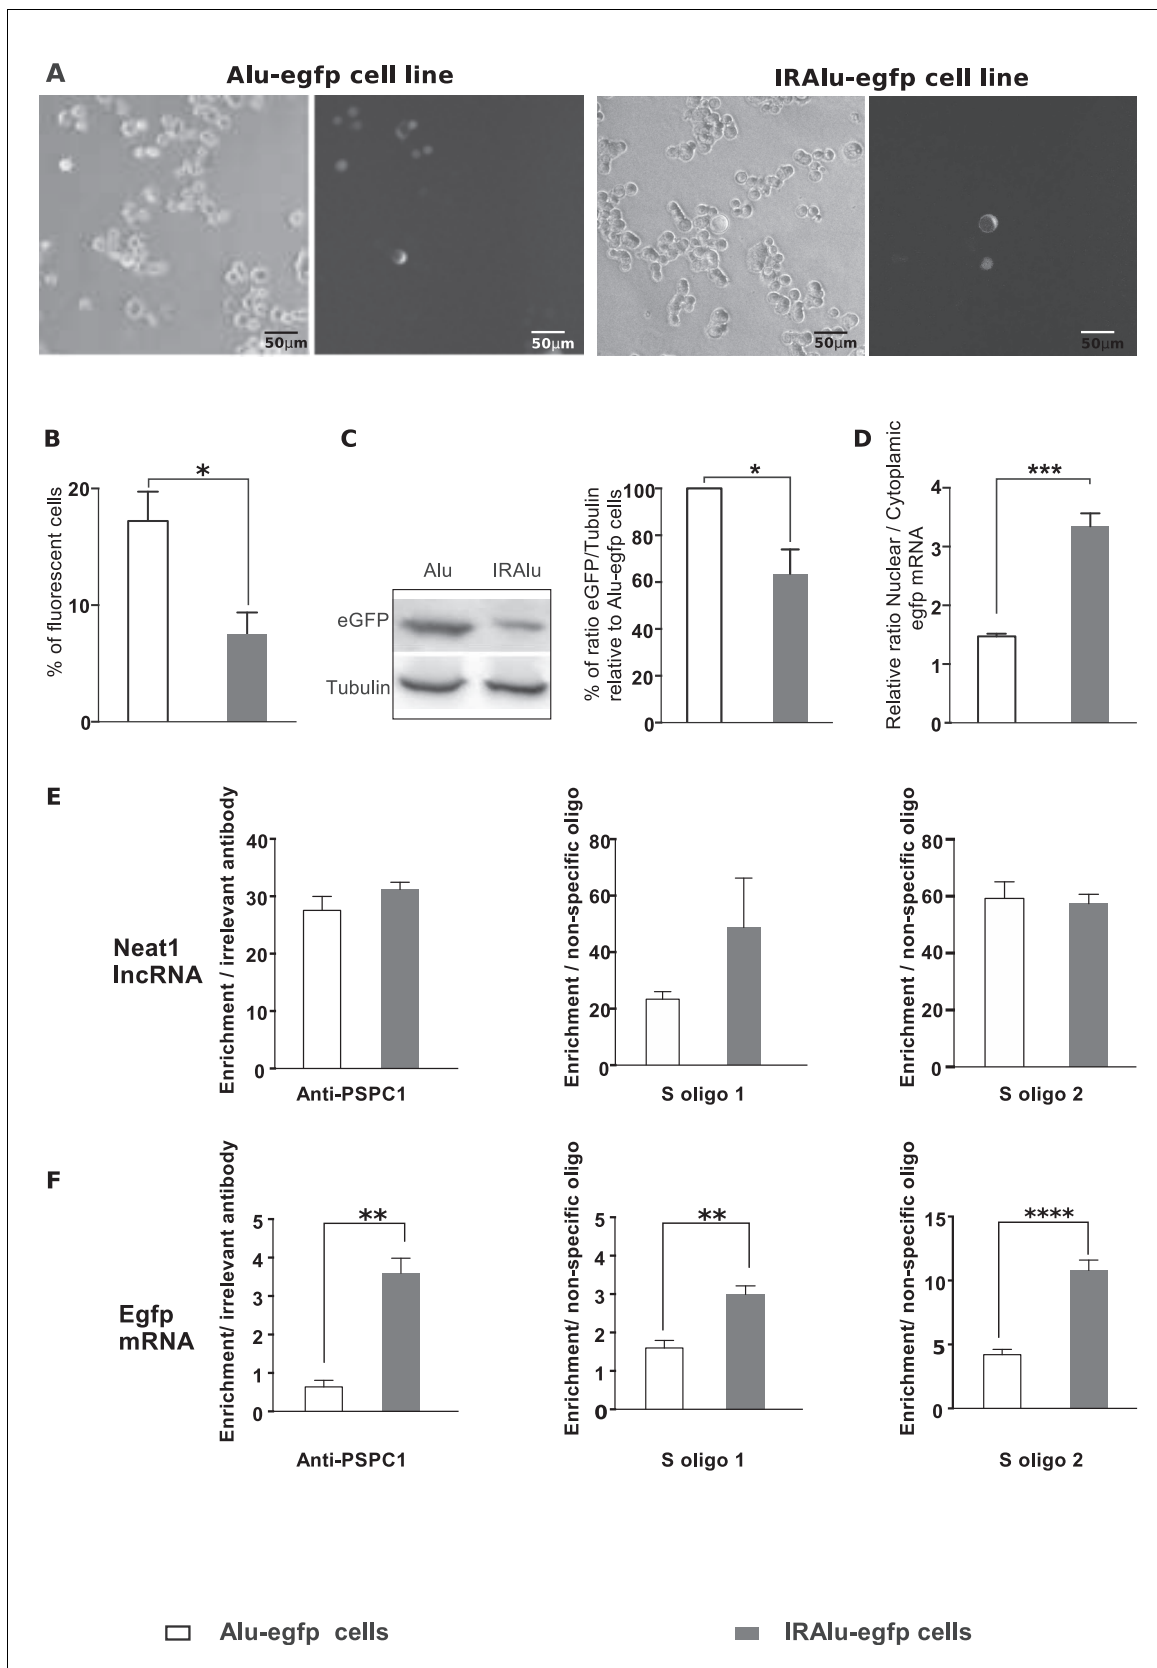 A
Alu-egfp cell line
IRAlu-egfp cell line
50µm
50µm
50µm
50µm
B
% of fluorescent cells
20
10
0
*
C
Alu
IRAlu
eGFP
Tubulin
% of ratio eGFP/Tubulin
relative to Alu-egfp cells
100
80
60
40
20
0
*
D
Relative ratio Nuclear / Cytoplamic
egfp mRNA
4
3
2
1
0
***
E
Neat1
lncRNA
Enrichment / irrelevant antibody
40
30
20
10
0
Anti-PSPC1
Enrichment / non-specific oligo
80
60
40
20
0
S oligo 1
Enrichment / non-specific oligo
80
60
40
20
0
S oligo 2
F
Egfp
mRNA
Enrichment/ irrelevant antibody
5
4
3
2
1
0
**
Anti-PSPC1
Enrichment/ non-specific oligo
5
4
3
2
1
0
**
S oligo 1
Enrichment/ non-specific oligo
15
10
5
0
****
S oligo 2
Alu-egfp cells
IRAlu-egfp cells